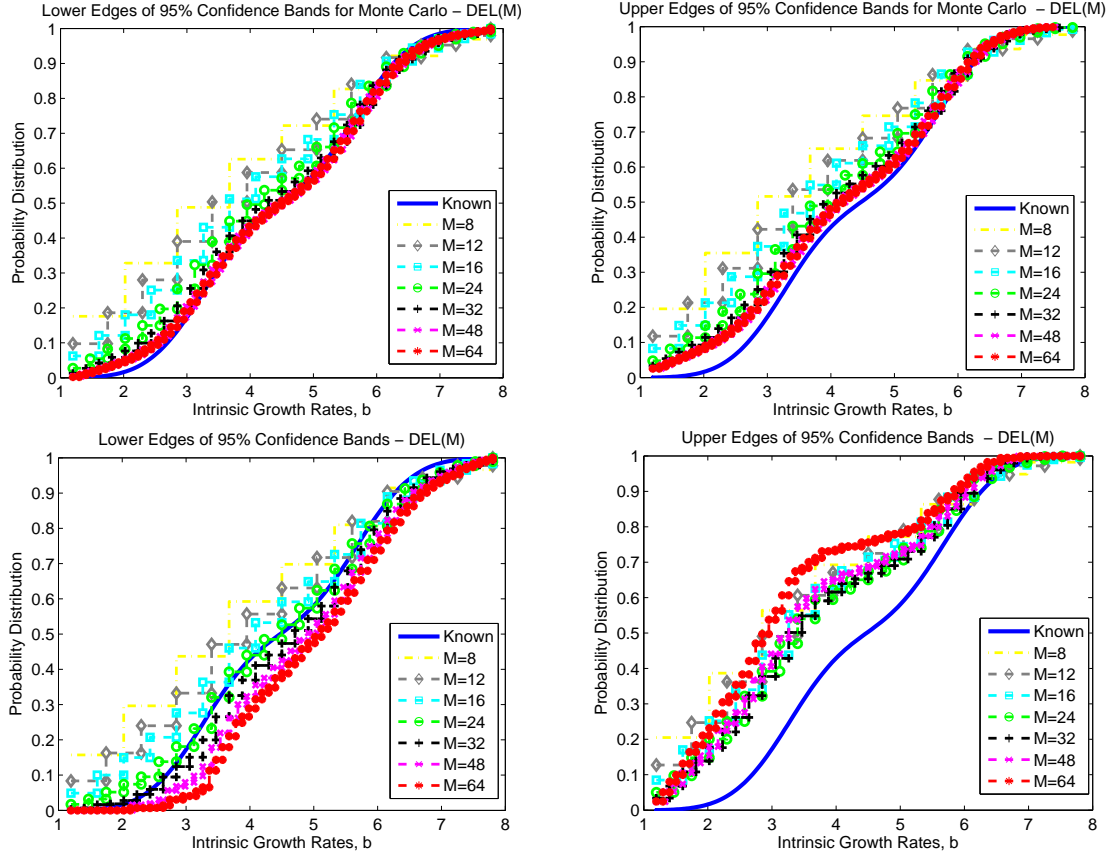 Lower Edges of 95% Confidence Bands for Monte Carlo – DEL(M)
1
0.9
0.8
0.7
0.6
0.5
0.4
0.3
0.2
0.1
0
Probability Distribution
1 2 3 4 5 6 7 8
Intrinsic Growth Rates, b
Known
M=8
M=12
M=16
M=24
M=32
M=48
M=64
Upper Edges of 95% Confidence Bands for Monte Carlo – DEL(M)
1
0.9
0.8
0.7
0.6
0.5
0.4
0.3
0.2
0.1
0
Probability Distribution
1 2 3 4 5 6 7 8
Intrinsic Growth Rates, b
Known
M=8
M=12
M=16
M=24
M=32
M=48
M=64
Lower Edges of 95% Confidence Bands – DEL(M)
1
0.9
0.8
0.7
0.6
0.5
0.4
0.3
0.2
0.1
0
Probability Distribution
1 2 3 4 5 6 7 8
Intrinsic Growth Rates, b
Known
M=8
M=12
M=16
M=24
M=32
M=48
M=64
Upper Edges of 95% Confidence Bands – DEL(M)
1
0.9
0.8
0.7
0.6
0.5
0.4
0.3
0.2
0.1
0
Probability Distribution
1 2 3 4 5 6 7 8
Intrinsic Growth Rates, b
Known
M=8
M=12
M=16
M=24
M=32
M=48
M=64